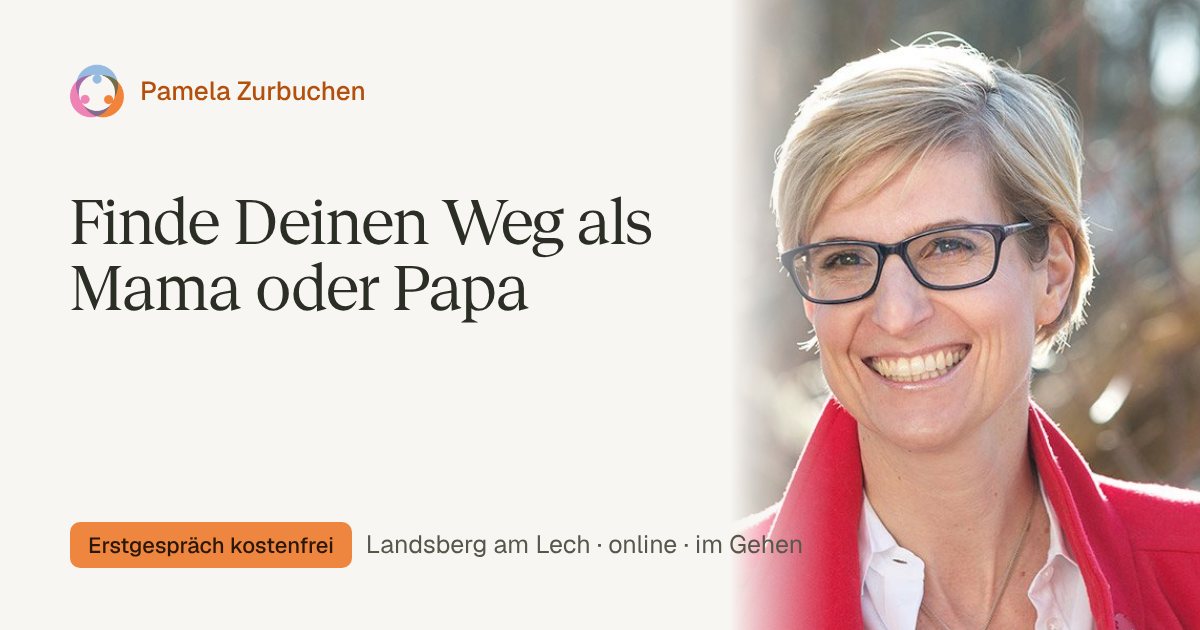 Pamela Zurbuchen
Finde Deinen Weg als
Mama oder Papa
Erstgespräch kostenfrei
Landsberg am Lech · online · im Gehen